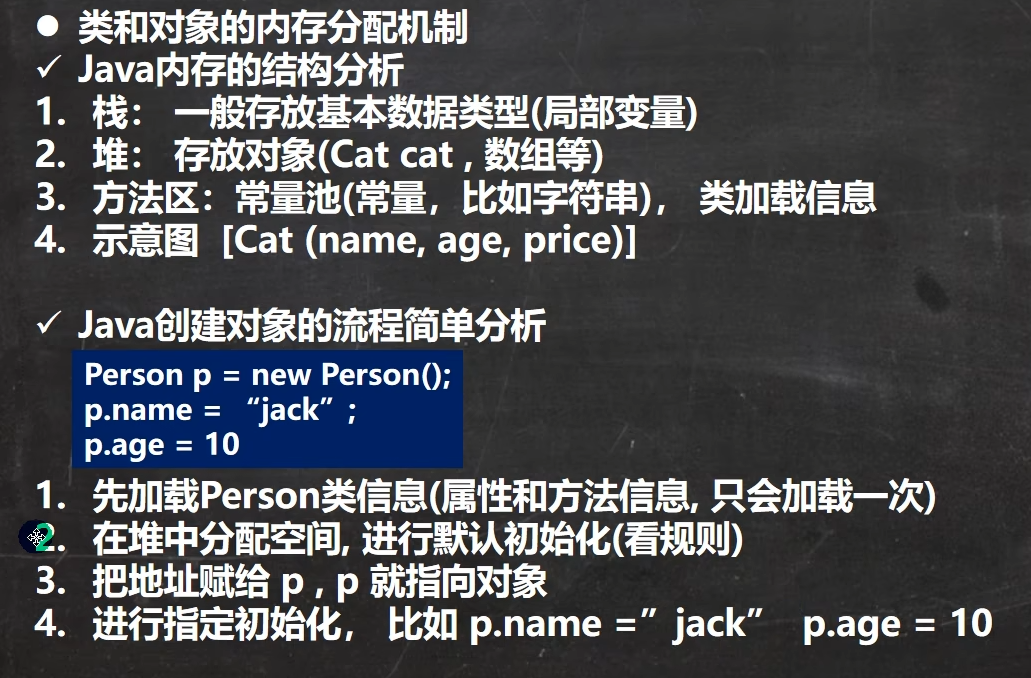 ● 类和对象的内存分配机制
✓ Java内存的结构分析
1. 栈： 一般存放基本数据类型(局部变量)
2. 堆： 存放对象(Cat cat , 数组等)
3. 方法区：常量池(常量，比如字符串)， 类加载信息
4. 示意图 [Cat (name, age, price)]
✓ Java创建对象的流程简单分析
Person p = new Person();
p.name = “jack”;
p.age = 10
1. 先加载Person类信息(属性和方法信息, 只会加载一次)
2. 在堆中分配空间, 进行默认初始化(看规则)
3. 把地址赋给 p , p 就指向对象
4. 进行指定初始化， 比如 p.name =”jack” p.age = 10